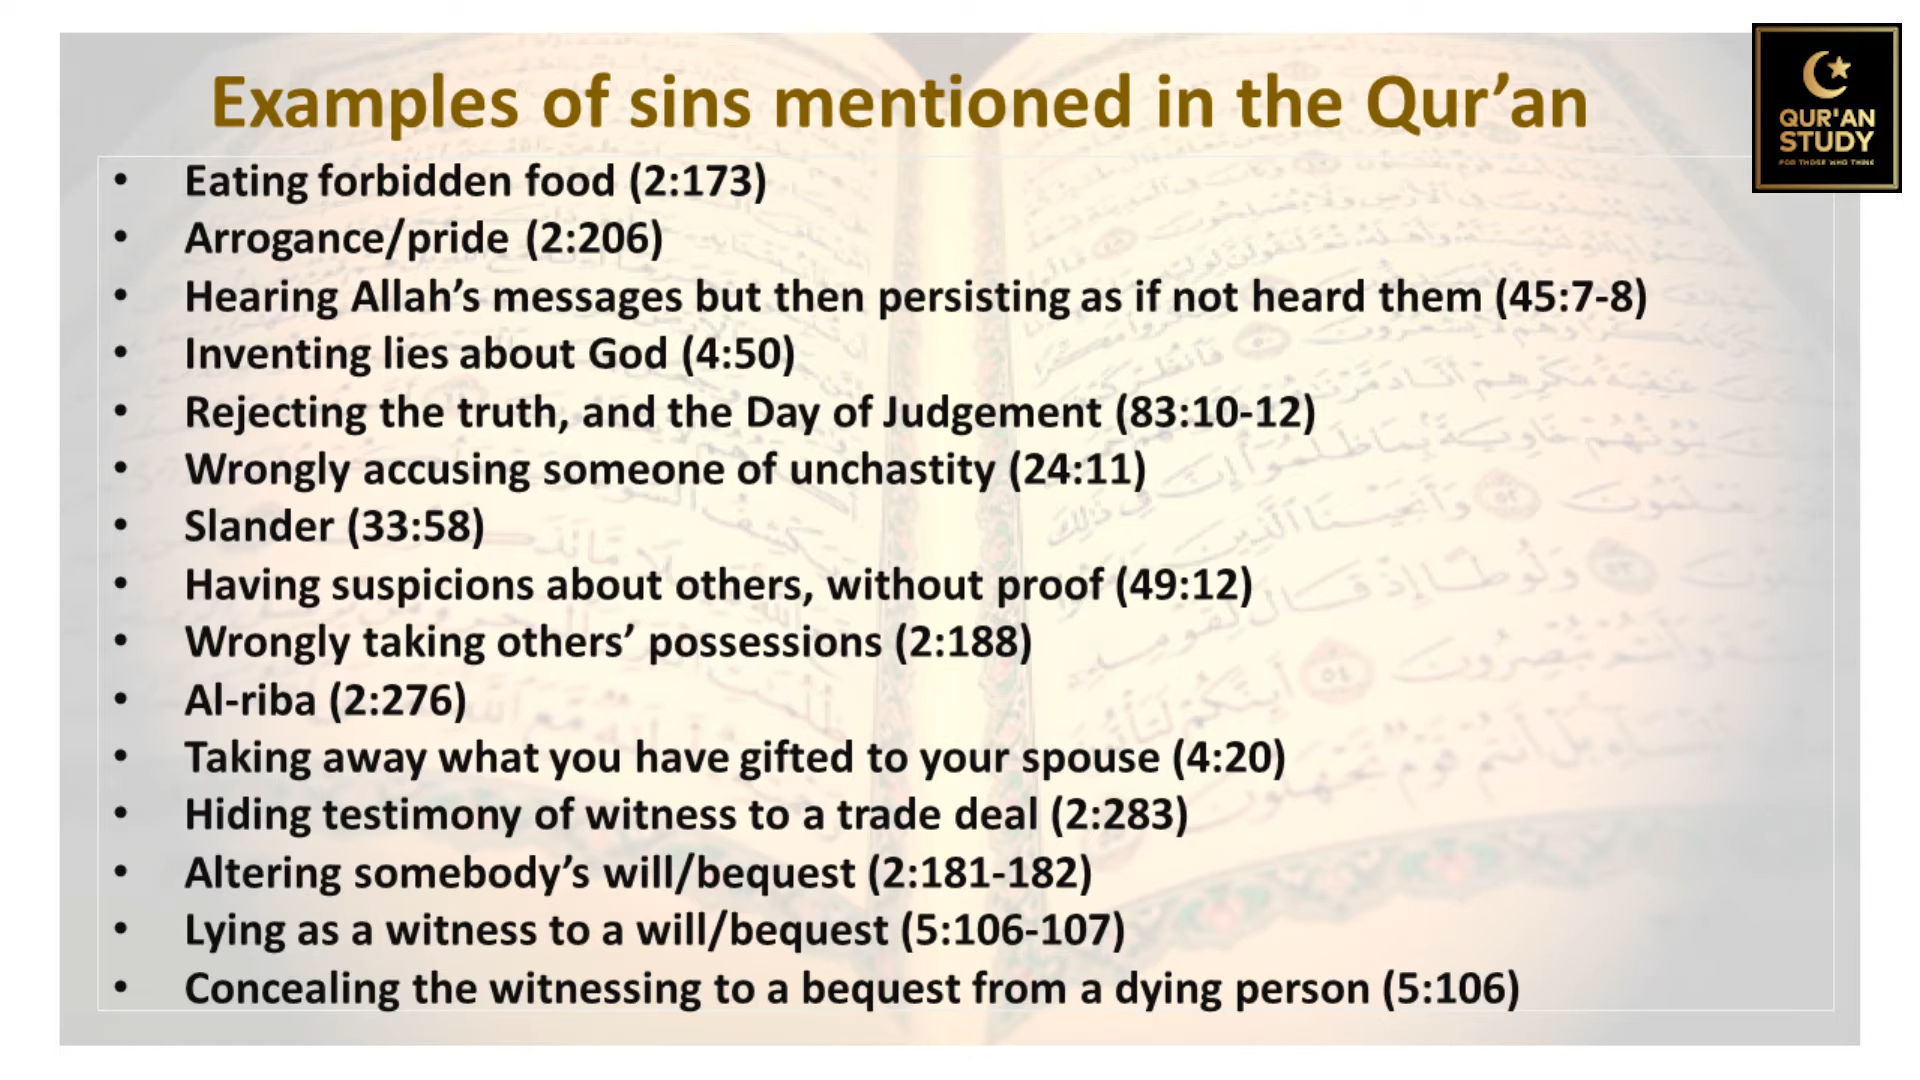 Examples of sins mentioned in the Qur’an
QUR'AN
STUDY
FOR THOSE WHO THINK
• Eating forbidden food (2:173)
• Arrogance/pride (2:206)
• Hearing Allah’s messages but then persisting as if not heard them (45:7-8)
• Inventing lies about God (4:50)
• Rejecting the truth, and the Day of Judgement (83:10-12)
• Wrongly accusing someone of unchastity (24:11)
• Slander (33:58)
• Having suspicions about others, without proof (49:12)
• Wrongly taking others’ possessions (2:188)
• Al-riba (2:276)
• Taking away what you have gifted to your spouse (4:20)
• Hiding testimony of witness to a trade deal (2:283)
• Altering somebody’s will/bequest (2:181-182)
• Lying as a witness to a will/bequest (5:106-107)
• Concealing the witnessing to a bequest from a dying person (5:106)